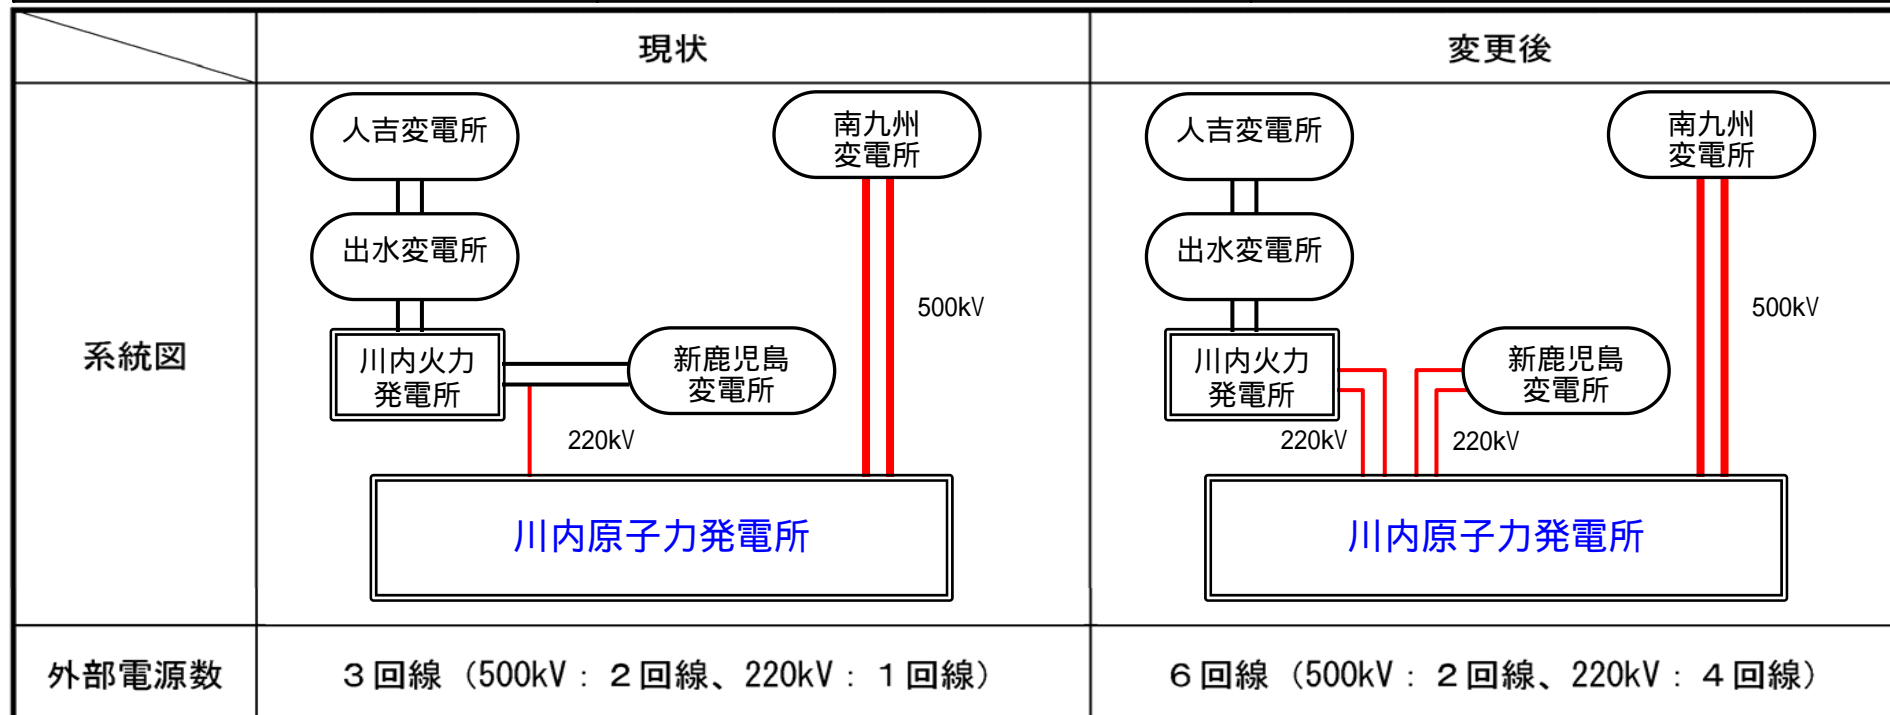 現状
変更後
系統図
人吉変電所
南九州
変電所
出水変電所
500kV
川内火力
発電所
新鹿児島
変電所
220kV
川内原子力発電所
人吉変電所
南九州
変電所
出水変電所
500kV
川内火力
発電所
新鹿児島
変電所
220kV
220kV
川内原子力発電所
外部電源数
3回線（500kV：2回線、220kV：1回線）
6回線（500kV：2回線、220kV：4回線）